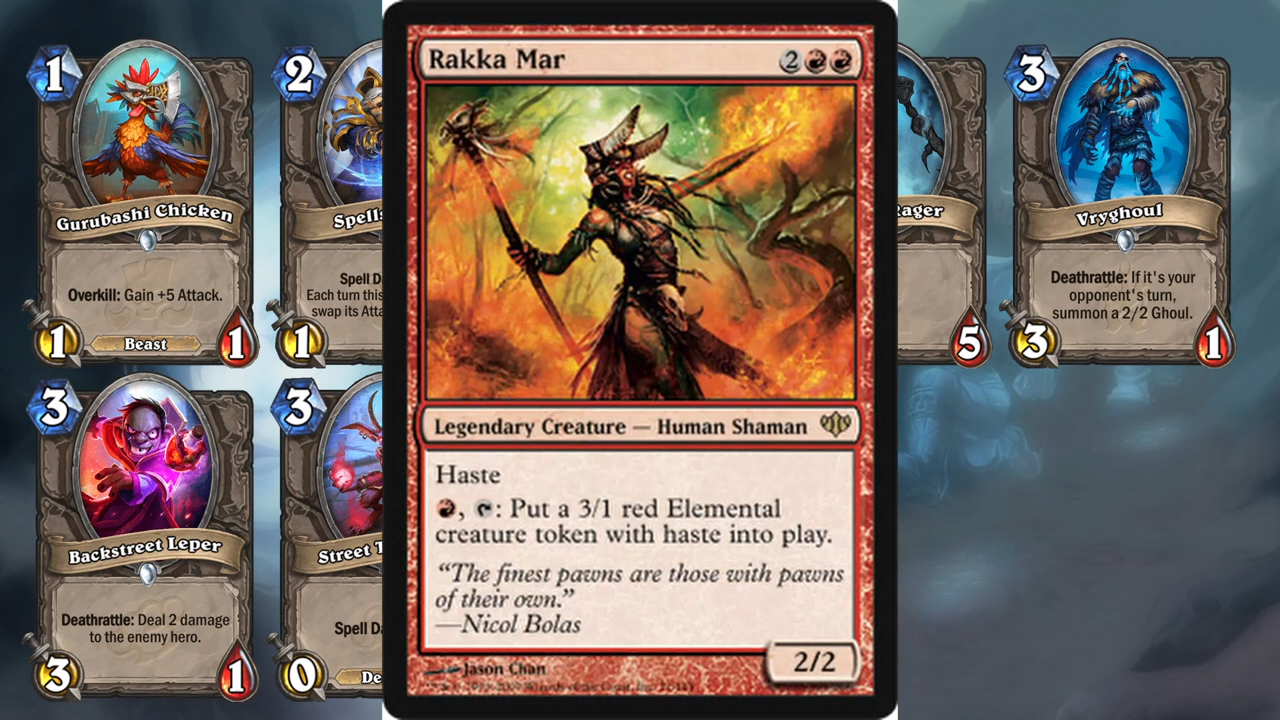 1
Gurubashi Chicken
Overkill: Gain +5 Attack.
Beast
1
1
2
Spell D
Each turn this
swap its Atta
1
Rakka Mar
2
Legendary Creature — Human Shaman
Haste
, : Put a 3/1 red Elemental
creature token with haste into play.
“The finest pawns are those with pawns
of their own.”
—Nicol Bolas
Jason Chan
2/2
5
3
Vryghoul
Deathrattle: If it's your
opponent's turn,
summon a 2/2 Ghoul.
3
1
3
Backstreet Leper
Deathrattle: Deal 2 damage
to the enemy hero.
3
1
3
Street T
Spell Da
0
De